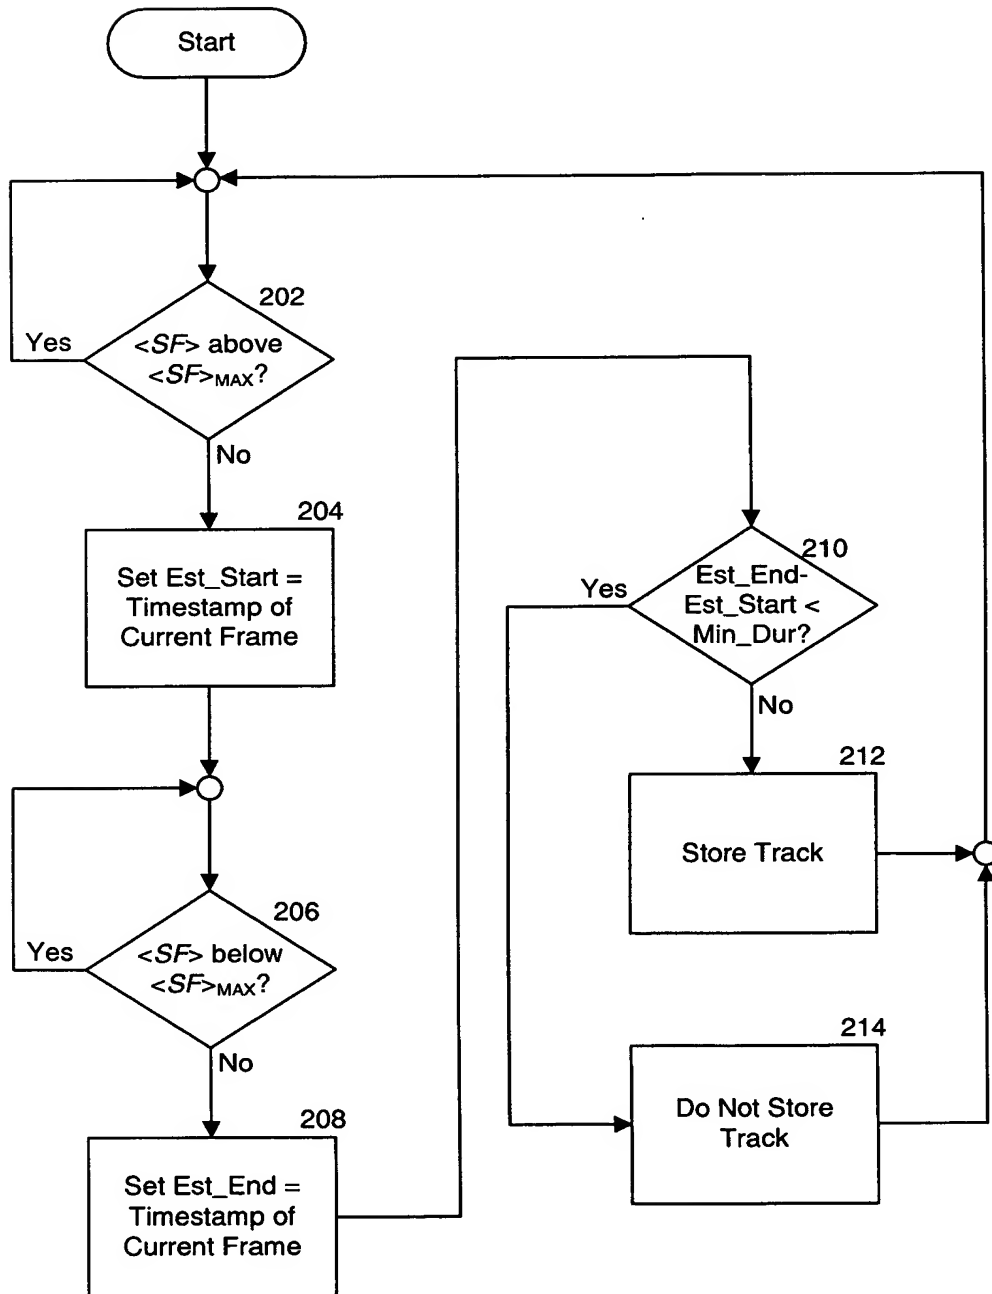 Start
202
Yes
<SF> above
<SF>MAX?
No
204
Set Est_Start =
Timestamp of
Current Frame
206
Yes
<SF> below
<SF>MAX?
No
208
Set Est_End =
Timestamp of
Current Frame
210
Yes
Est_End-
Est_Start <
Min_Dur?
No
212
Store Track
214
Do Not Store
Track